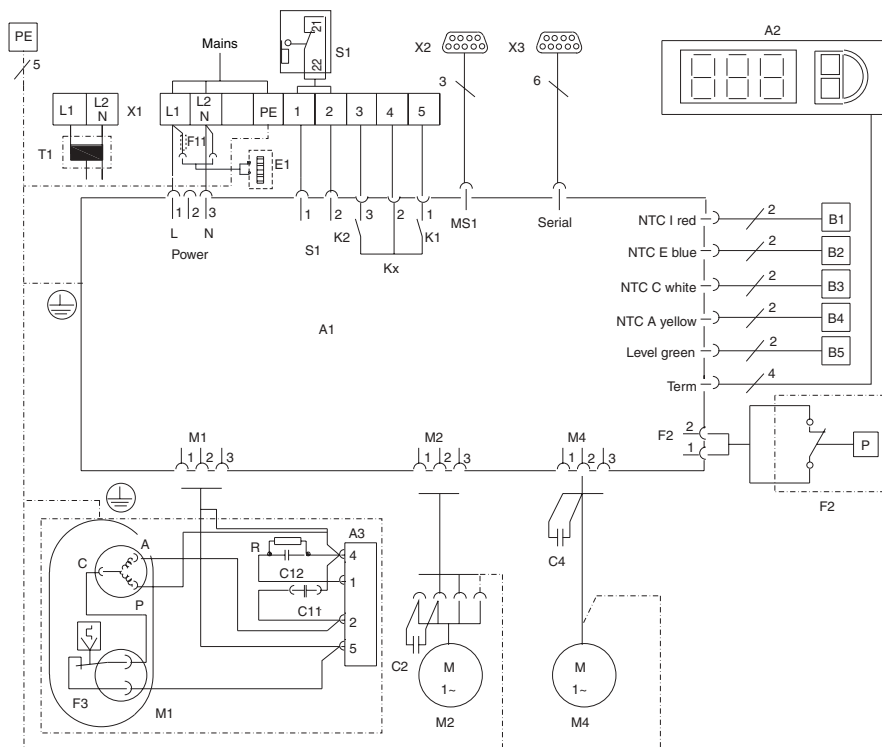 PE
5
L1
L2
N
X1
T1
Mains
21
22
S1
X2
X3
A2
3
6
L1
L2
N
PE
1
2
3
4
5
F11
E1
1
2
3
L
N
Power
1
2
S1
3
2
1
K2
K1
Kx
MS1
Serial
NTC I red
2
B1
NTC E blue
2
B2
NTC C white
2
B3
NTC A yellow
2
B4
Level green
2
B5
Term
4
A1
F2
2
1
P
F2
M1
1
2
3
M2
1
2
3
M4
1
2
3
A
C
P
R
C12
C11
A3
4
1
2
5
F3
M1
C2
M
1~
M2
C4
M
1~
M4